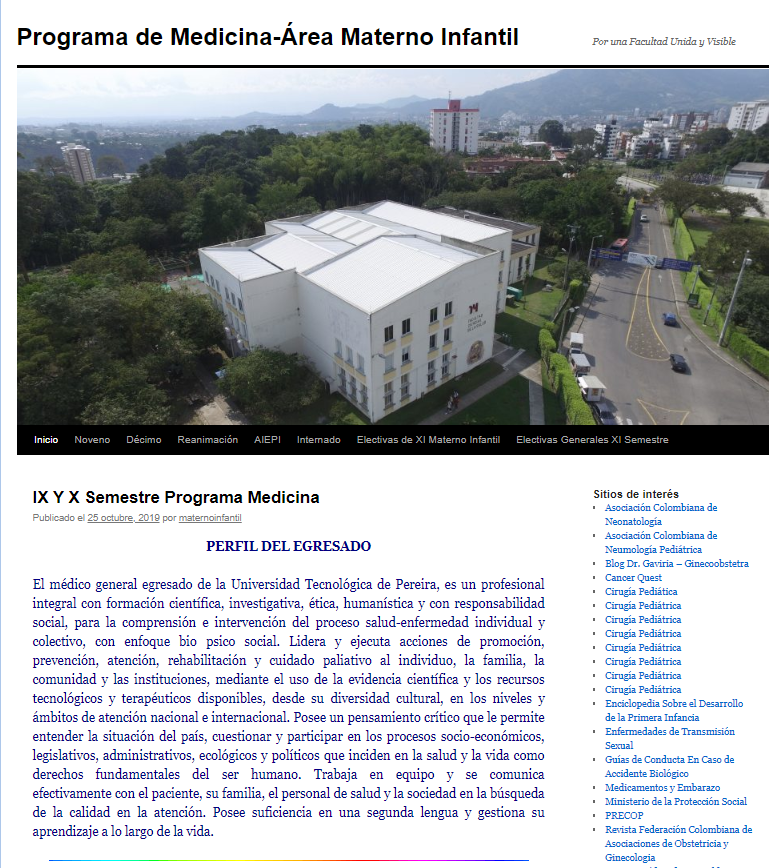 Programa de Medicina-Área Materno Infantil
Por una Facultad Unida y Visible
Inicio
Noveno
Décimo
Reanimación
AIEPI
Internado
Electivas de XI Materno Infantil
Electivas Generales XI Semestre
IX Y X Semestre Programa Medicina
Publicado el 25 octubre, 2019 por maternoinfantil
PERFIL DEL EGRESADO
El médico general egresado de la Universidad Tecnológica de Pereira, es un profesional
integral con formación científica, investigativa, ética, humanística y con responsabilidad
social, para la comprensión e intervención del proceso salud-enfermedad individual y
colectivo, con enfoque bio psico social. Lidera y ejecuta acciones de promoción,
prevención, atención, rehabilitación y cuidado paliativo al individuo, la familia, la
comunidad y las instituciones, mediante el uso de la evidencia científica y los recursos
tecnológicos y terapéuticos disponibles, desde su diversidad cultural, en los niveles y
ámbitos de atención nacional e internacional. Posee un pensamiento crítico que le permite
entender la situación del país, cuestionar y participar en los procesos socio-económicos,
legislativos, administrativos, ecológicos y políticos que inciden en la salud y la vida como
derechos fundamentales del ser humano. Trabaja en equipo y se comunica
efectivamente con el paciente, su familia, el personal de salud y la sociedad en la búsqueda
de la calidad en la atención. Posee suficiencia en una segunda lengua y gestiona su
aprendizaje a lo largo de la vida.
Sitios de interés
Asociación Colombiana de
Neonatología
Asociación Colombiana de
Neumología Pediátrica
Blog Dr. Gaviria – Ginecoobstetra
Cancer Quest
Cirugía Pediática
Cirugía Pediátrica
Cirugía Pediátrica
Cirugía Pediátrica
Cirugía Pediátrica
Cirugía Pediátrica
Cirugía Pediátrica
Cirugía Pediátrica
Enciclopedia Sobre el Desarrollo
de la Primera Infancia
Enfermedades de Transmisión
Sexual
Guías de Conducta En Caso de
Accidente Biológico
Medicamentos y Embarazo
Ministerio de la Protección Social
PRECOP
Revista Federación Colombiana de
Asociaciones de Obstetricia y
Ginecología